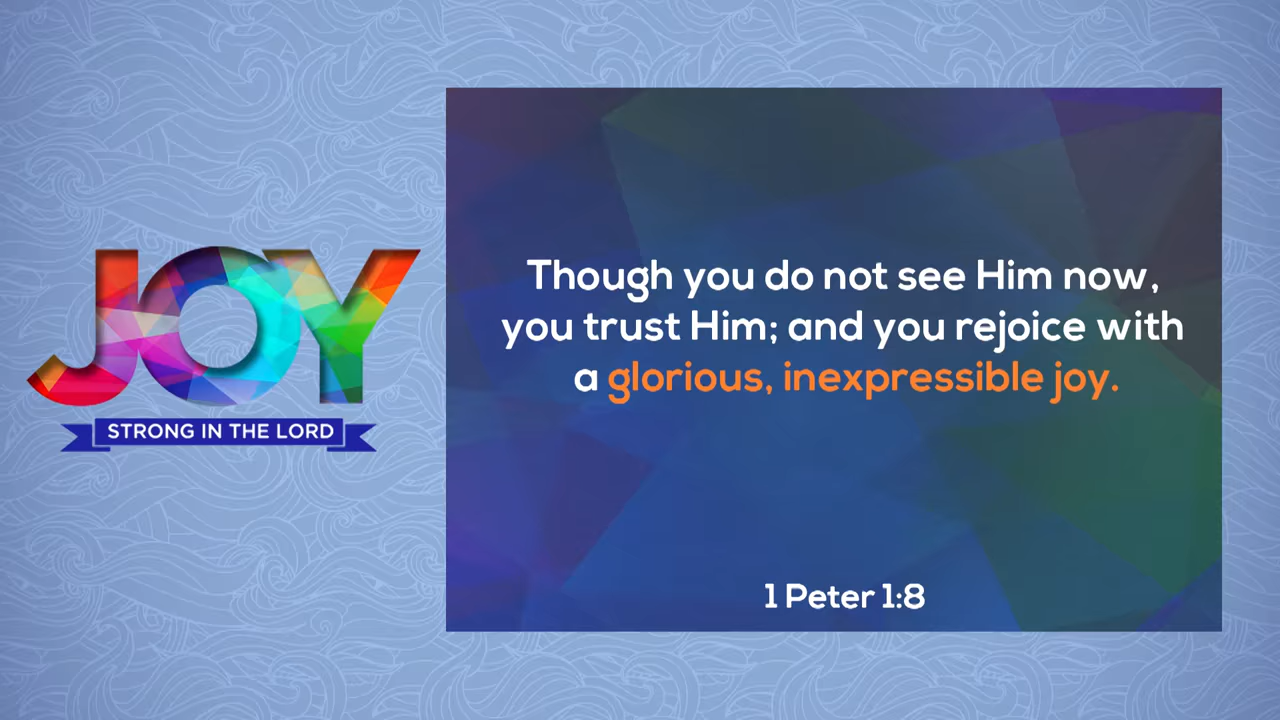 JOY
STRONG IN THE LORD
Though you do not see Him now,
you trust Him; and you rejoice with
a glorious, inexpressible joy.
1 Peter 1:8